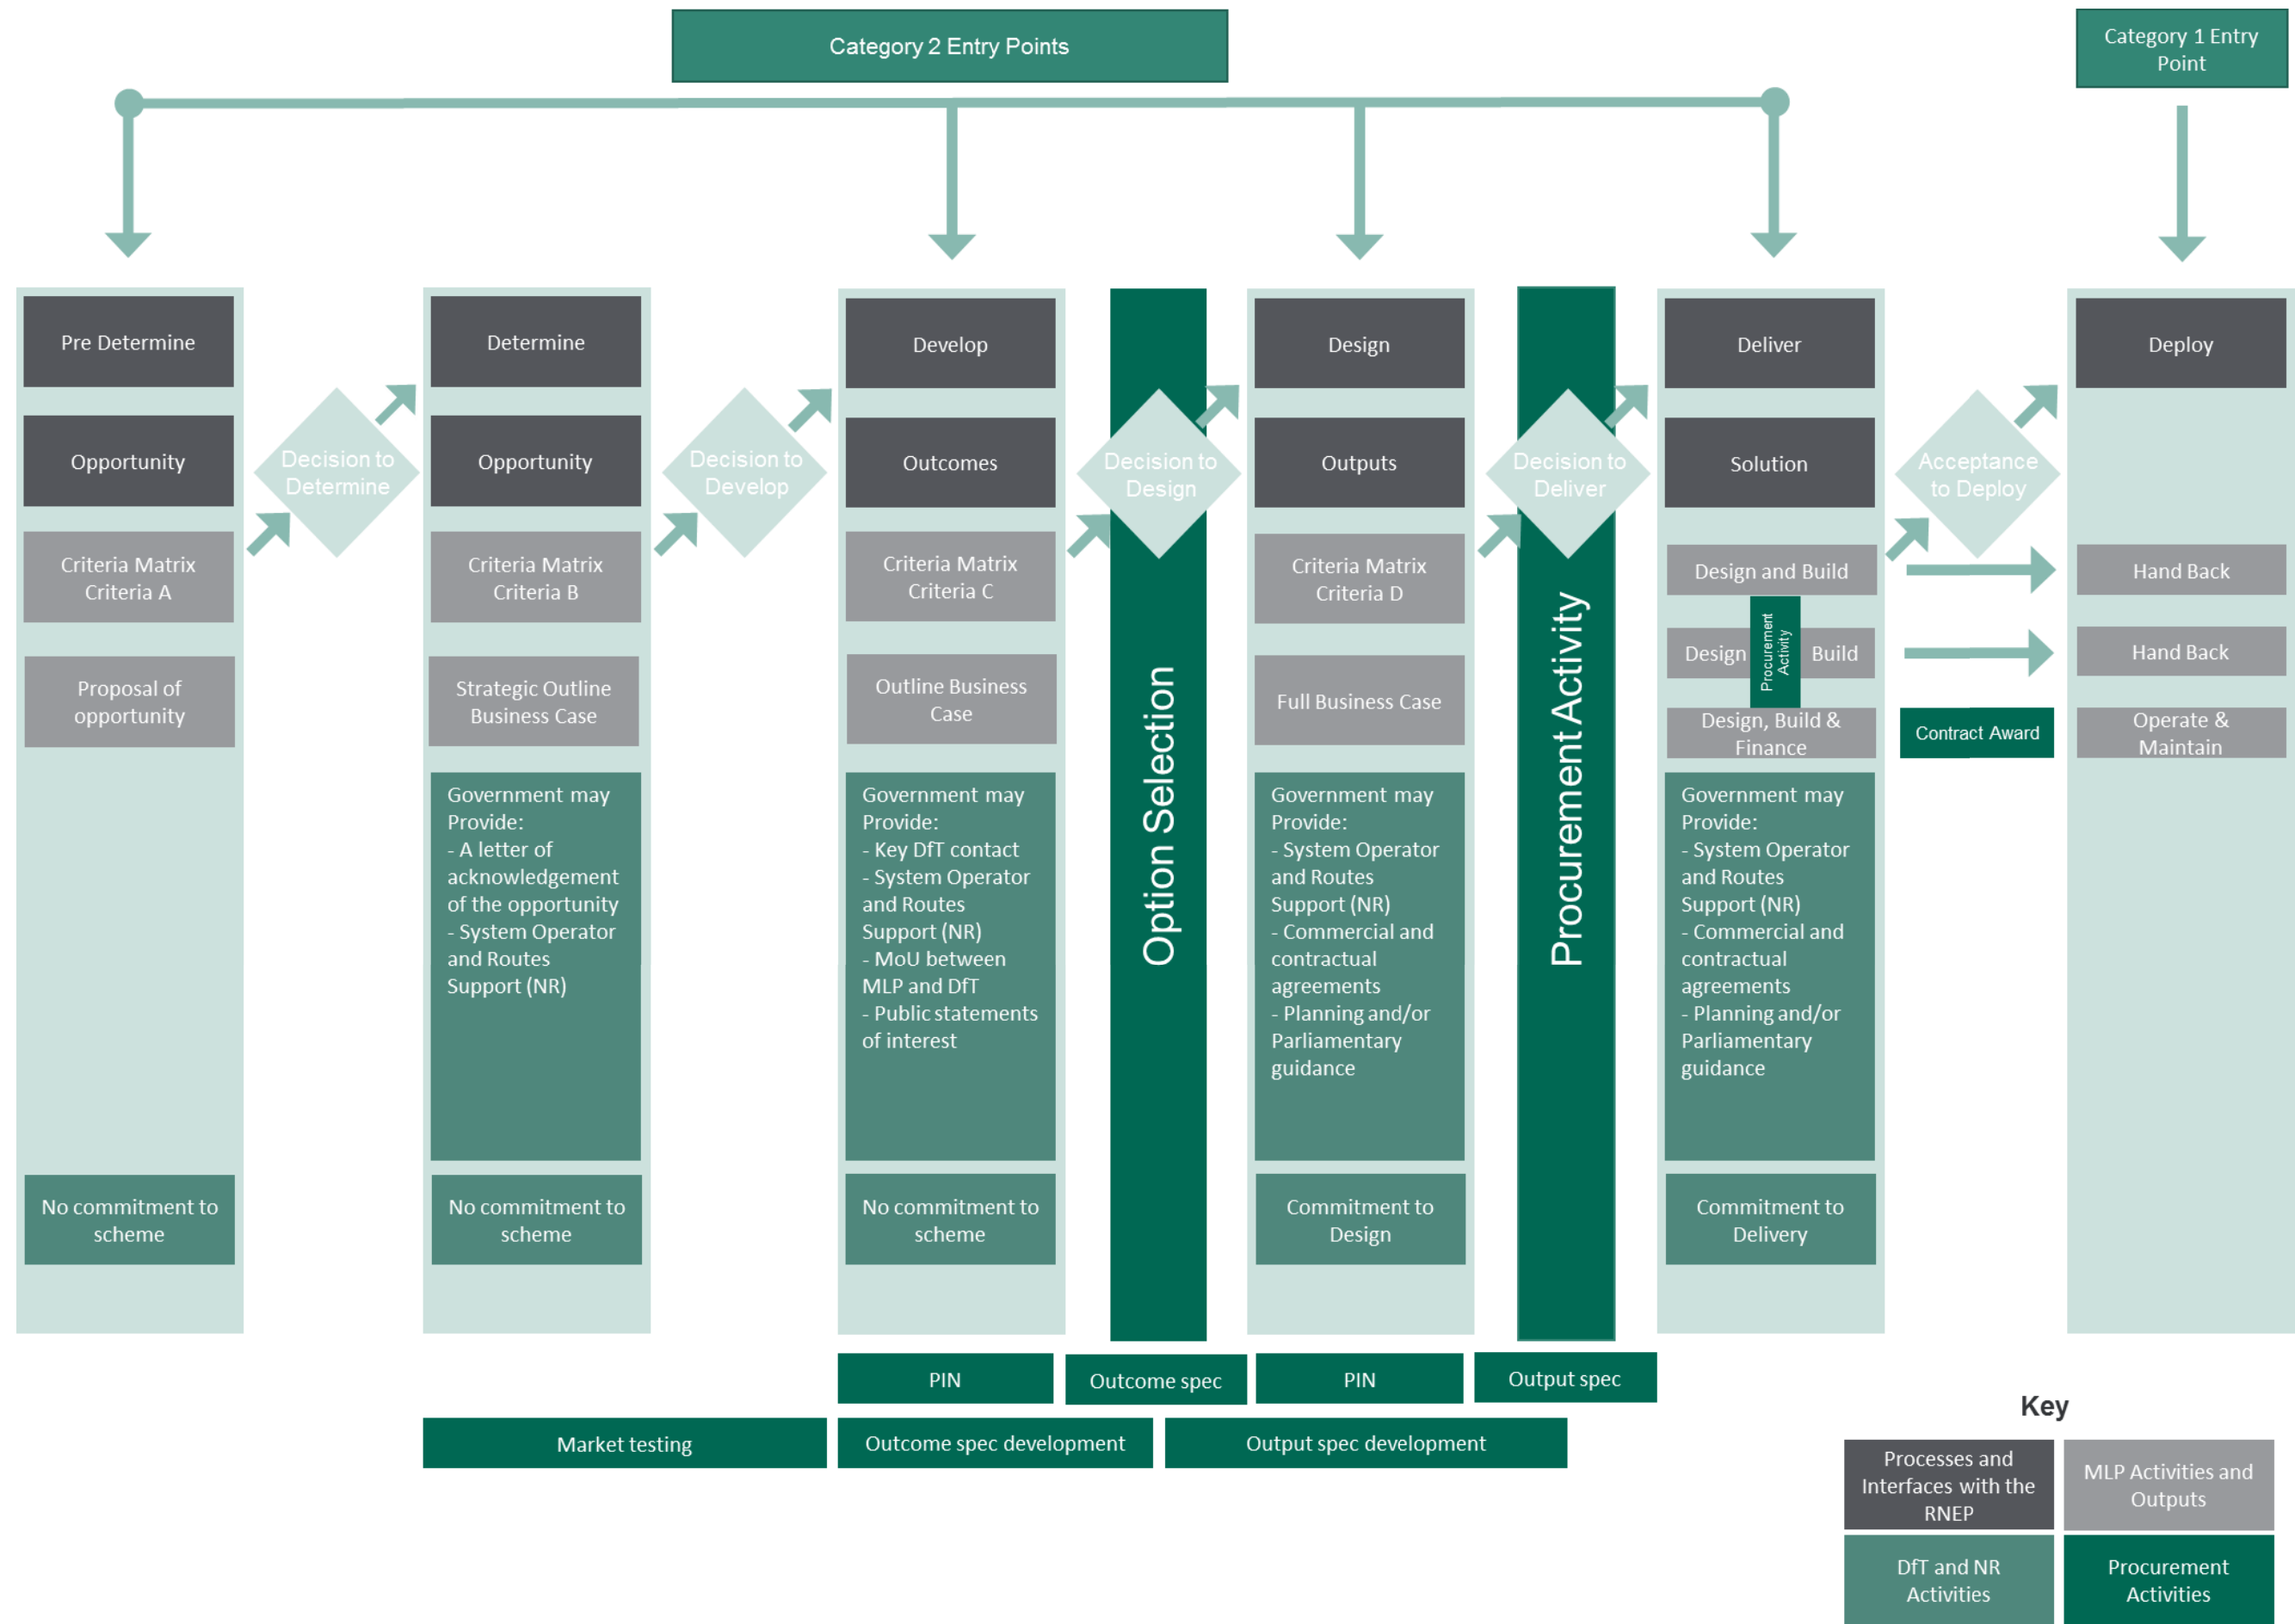 Category 2 Entry Points
Category 1 Entry
Point
Pre Determine
Opportunity
Criteria Matrix
Criteria A
Proposal of
opportunity
No commitment to
scheme
Decision to
Determine
Determine
Opportunity
Criteria Matrix
Criteria B
Strategic Outline
Business Case
Government may
Provide:
- A letter of
acknowledgement
of the opportunity
- System Operator
and Routes
Support (NR)
No commitment to
scheme
Decision to
Develop
Develop
Outcomes
Criteria Matrix
Criteria C
Outline Business
Case
Government may
Provide:
- Key DfT contact
- System Operator
and Routes
Support (NR)
- MoU between
MLP and DfT
- Public statements
of interest
No commitment to
scheme
Decision to
Design
Option Selection
Design
Outputs
Criteria Matrix
Criteria D
Full Business Case
Government may
Provide:
- System Operator
and Routes
Support (NR)
- Commercial and
contractual
agreements
- Planning and/or
Parliamentary
guidance
Commitment to
Design
Decision to
Deliver
Procurement Activity
Deliver
Solution
Design and Build
Design
Procurement
Activity
Build
Design, Build &
Finance
Government may
Provide:
- System Operator
and Routes
Support (NR)
- Commercial and
contractual
agreements
- Planning and/or
Parliamentary
guidance
Commitment to
Delivery
Acceptance
to Deploy
Contract Award
Deploy
Hand Back
Hand Back
Operate &
Maintain
PIN
Outcome spec
PIN
Output spec
Market testing
Outcome spec development
Output spec development
Key
Processes and
Interfaces with the
RNEP
MLP Activities and
Outputs
DfT and NR
Activities
Procurement
Activities